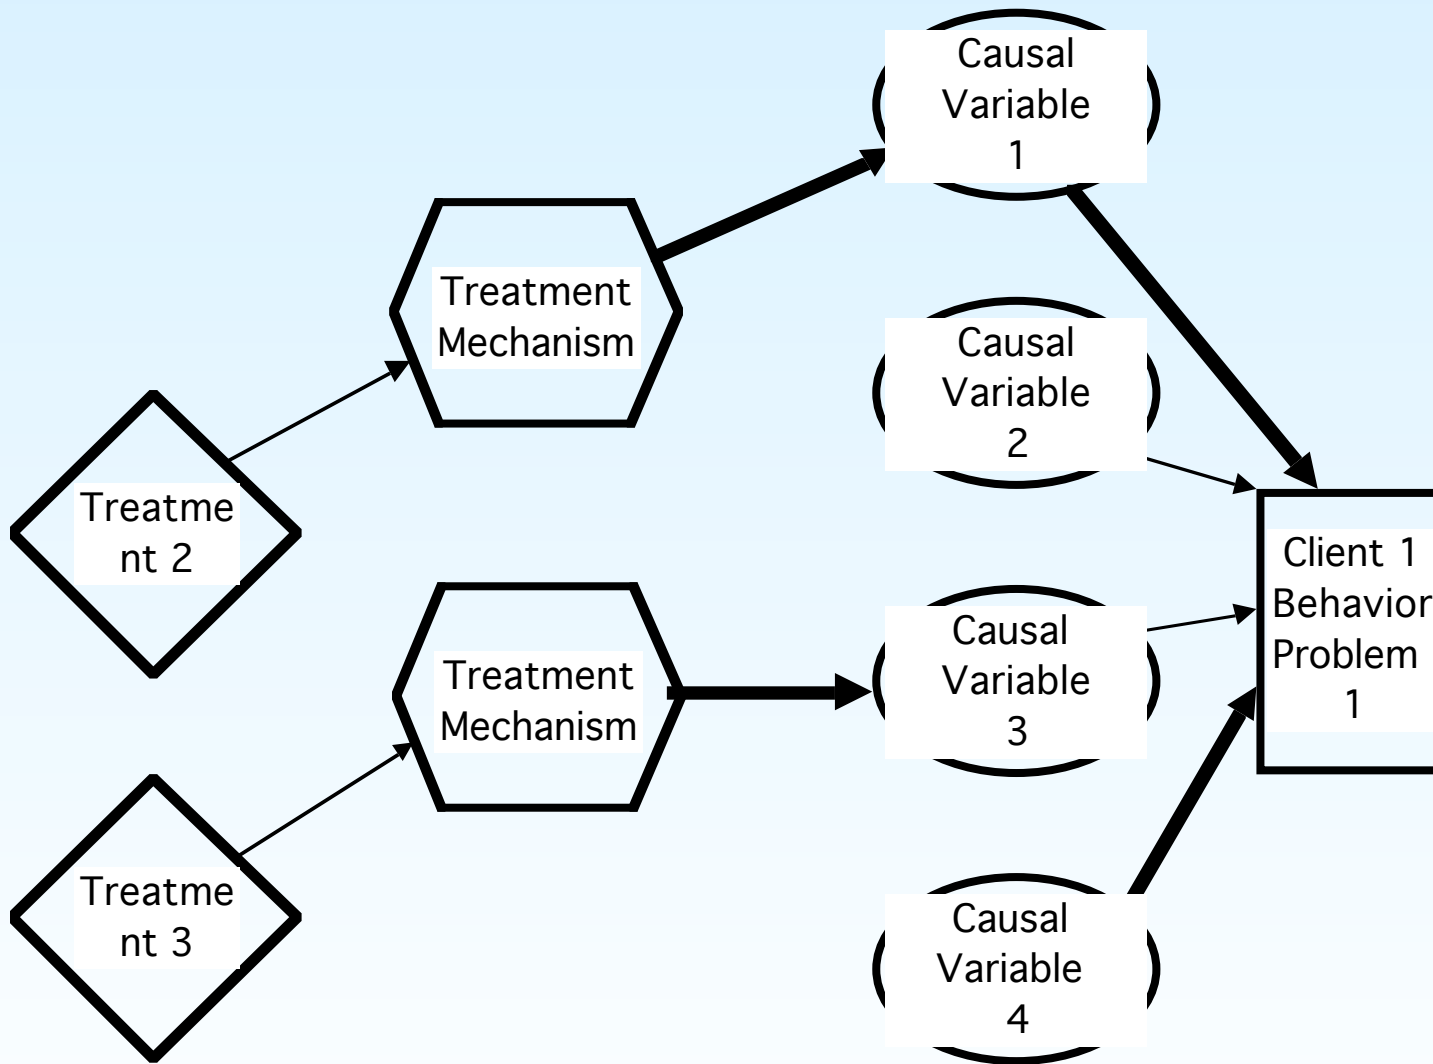 Causal
Variable
1
Treatment
Mechanism
Causal
Variable
2
Treatme
nt 2
Client 1
Behavior
Problem
1
Causal
Variable
3
Treatment
Mechanism
Treatme
nt 3
Causal
Variable
4